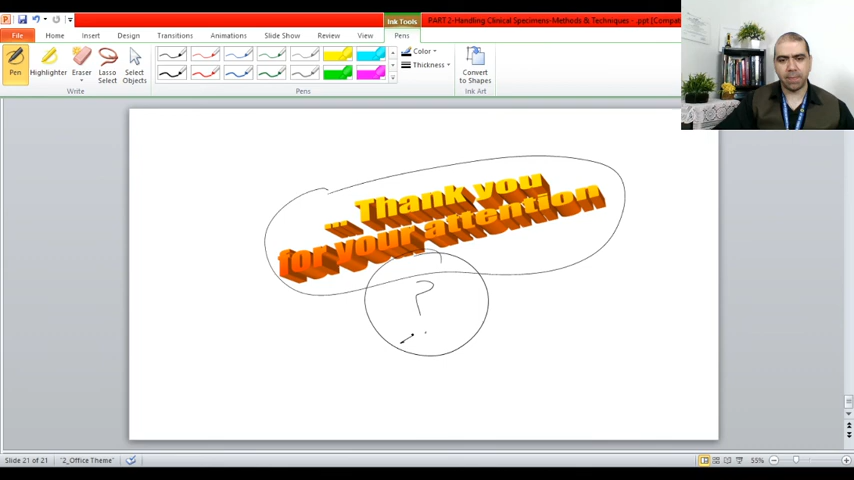 Ink Tools
PART 2-Handling Clinical Specimens-Methods & Techniques - .ppt [Compati
File
Home
Insert
Design
Transitions
Animations
Slide Show
Review
View
Pens
Pen
Highlighter
Eraser
Lasso
Select
Select
Objects
Write
Pens
Color
Thickness
Convert
to Shapes
Ink Art
... Thank you
for your attention
?
Slide 21 of 21
"2_Office Theme"
55%